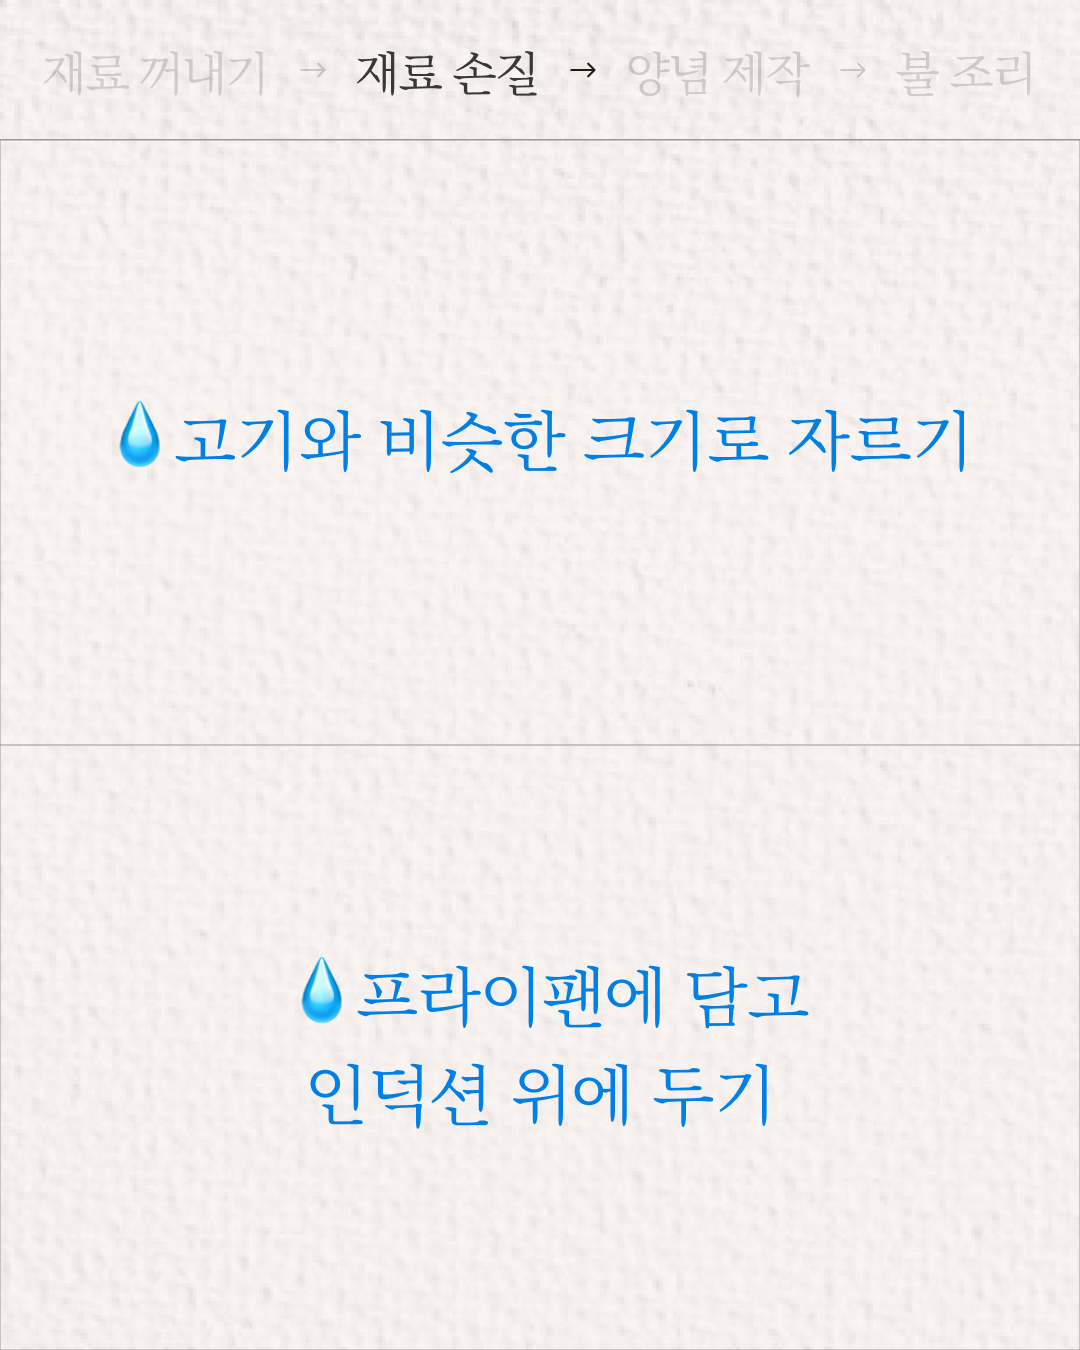 재료 꺼내기 → 재료 손질 → 양념 제작 → 불 조리
💧고기와 비슷한 크기로 자르기
💧프라이팬에 담고
인덕션 위에 두기